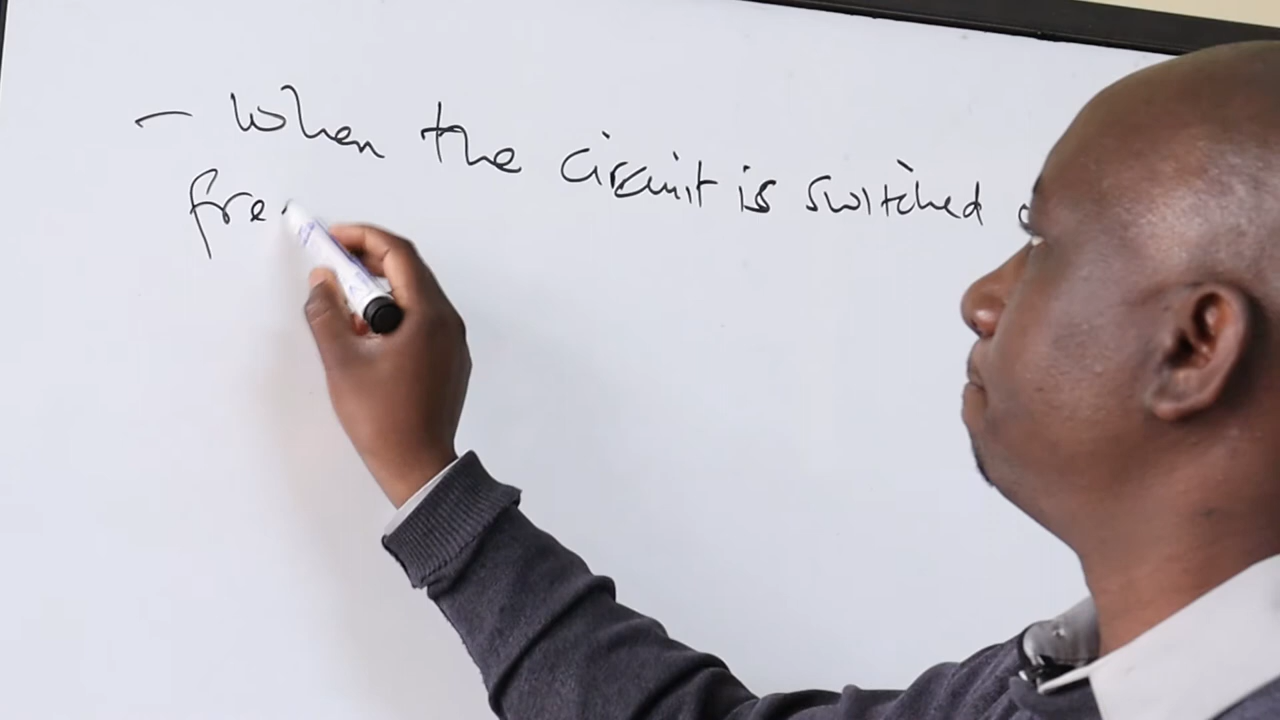 - When the circuit is switched
fre